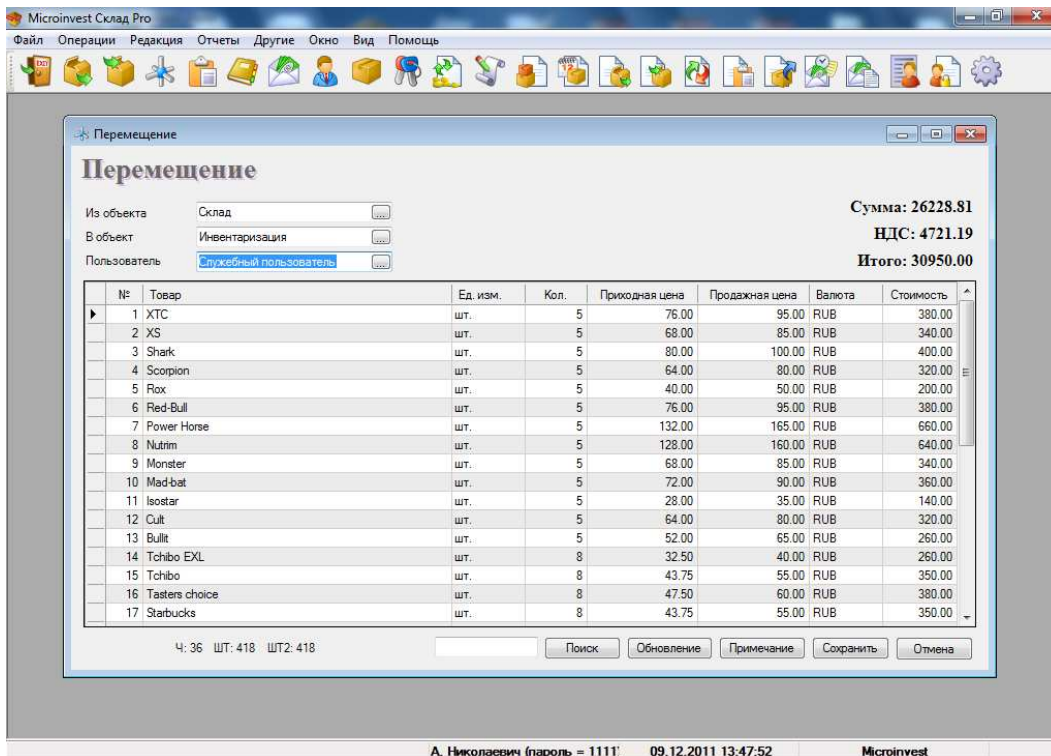 Microinvest Склад Pro
Файл Операции Редакция Отчеты Другие Окно Вид Помощь
Перемещение
Перемещение
Из объекта Склад ...
В объект Инвентаризация ...
Пользователь Служебный пользователь ...
Сумма: 26228.81
НДС: 4721.19
Итого: 30950.00
№ Товар Ед. изм. Кол. Приходная цена Продажная цена Валюта Стоимость
1 XTC шт. 5 76.00 95.00 RUB 380.00
2 XS шт. 5 68.00 85.00 RUB 340.00
3 Shark шт. 5 80.00 100.00 RUB 400.00
4 Scorpion шт. 5 64.00 80.00 RUB 320.00
5 Rox шт. 5 40.00 50.00 RUB 200.00
6 Red-Bull шт. 5 76.00 95.00 RUB 380.00
7 Power Horse шт. 5 132.00 165.00 RUB 660.00
8 Nutrim шт. 5 128.00 160.00 RUB 640.00
9 Monster шт. 5 68.00 85.00 RUB 340.00
10 Mad-bat шт. 5 72.00 90.00 RUB 360.00
11 Isostar шт. 5 28.00 35.00 RUB 140.00
12 Cult шт. 5 64.00 80.00 RUB 320.00
13 Bullit шт. 5 52.00 65.00 RUB 260.00
14 Tchibo EXL шт. 8 32.50 40.00 RUB 260.00
15 Tchibo шт. 8 43.75 55.00 RUB 350.00
16 Tasters choice шт. 8 47.50 60.00 RUB 380.00
17 Starbucks шт. 8 43.75 55.00 RUB 350.00
Ч: 36 ШТ: 418 ШТ2: 418 Поиск Обновление Примечание Сохранить Отмена
А. Николаевич (пароль = 1111 09.12.2011 13:47:52 Microinvest